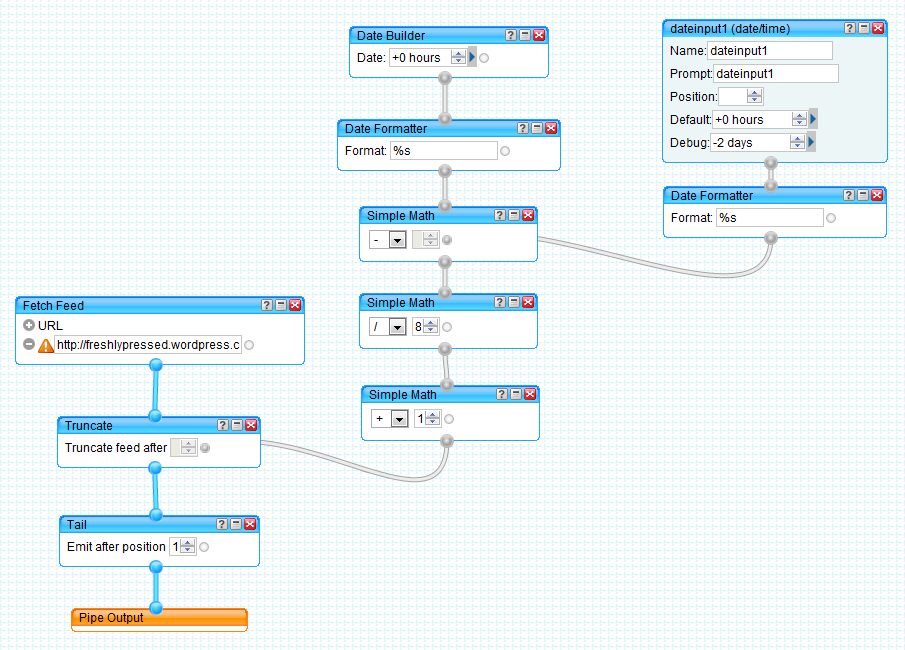 Date Builder
Date: +0 hours
dateinput1 (date/time)
Name: dateinput1
Prompt: dateinput1
Position:
Default: +0 hours
Debug: -2 days
Date Formatter
Format: %s
Date Formatter
Format: %s
Simple Math
-
Simple Math
/ 8
Simple Math
+ 1
Fetch Feed
URL
http://freshlypressed.wordpress.c
Truncate
Truncate feed after
Tail
Emit after position 1
Pipe Output